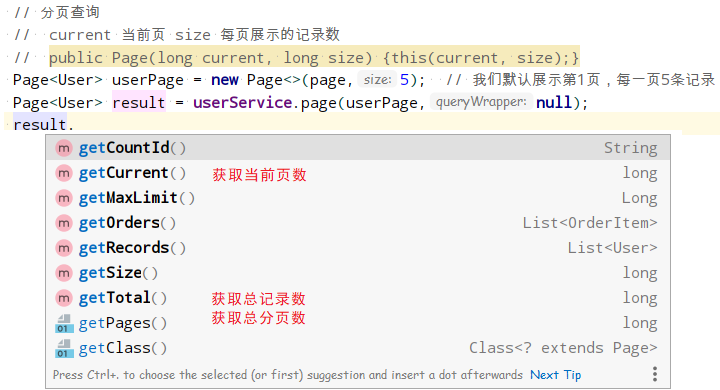 // 分页查询
// current 当前页 size 每页展示的记录数
// public Page(long current, long size) {this(current, size);}
Page<User> userPage = new Page<>(page, size: 5); // 我们默认展示第1页，每一页5条记录
Page<User> result = userService.page(userPage, queryWrapper: null);
result.
m getCountId() String
m getCurrent() 获取当前页数 long
m getMaxLimit() Long
m getOrders() List<OrderItem>
m getRecords() List<User>
m getSize() long
m getTotal() 获取总记录数 long
01 getPages() 获取总分页数 long
01 getClass() Class<? extends Page>
Press Ctrl+. to choose the selected (or first) suggestion and insert a dot afterwards Next Tip